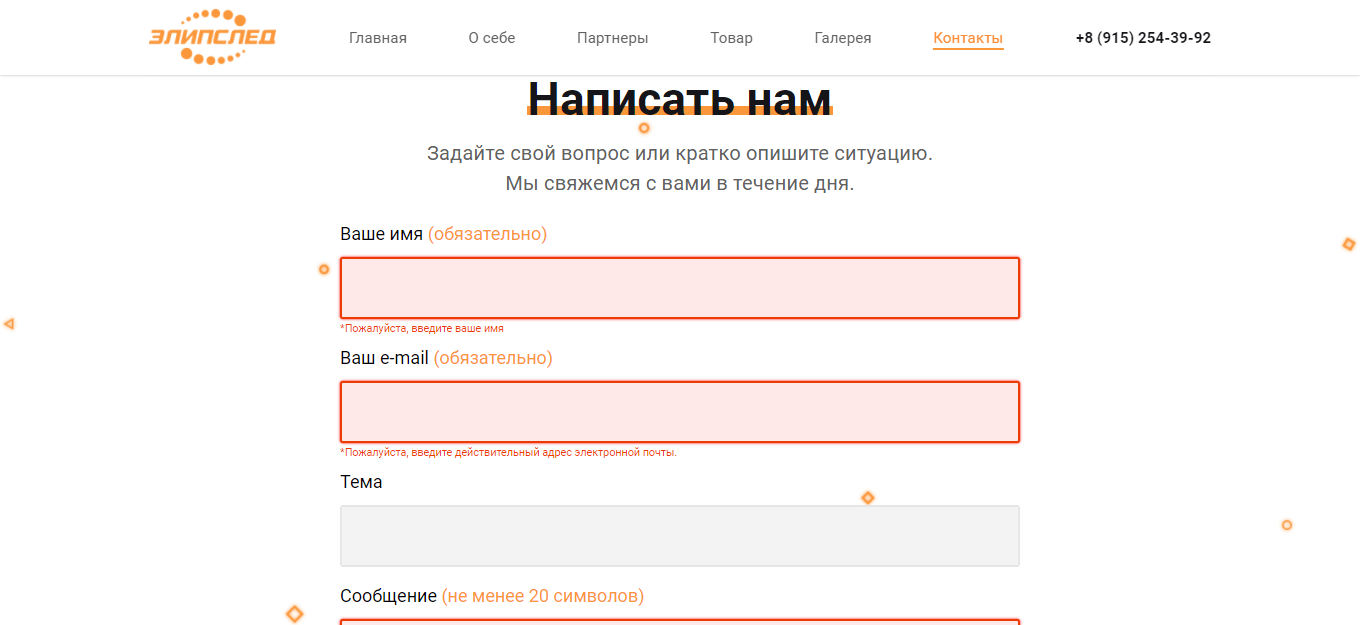 ЭЛИПСЛЕД
Главная
О себе
Партнеры
Товар
Галерея
Контакты
+8 (915) 254-39-92
Написать нам
Задайте свой вопрос или кратко опишите ситуацию.
Мы свяжемся с вами в течение дня.
Ваше имя (обязательно)
*Пожалуйста, введите ваше имя
Ваш e-mail (обязательно)
*Пожалуйста, введите действительный адрес электронной почты.
Тема
Сообщение (не менее 20 символов)